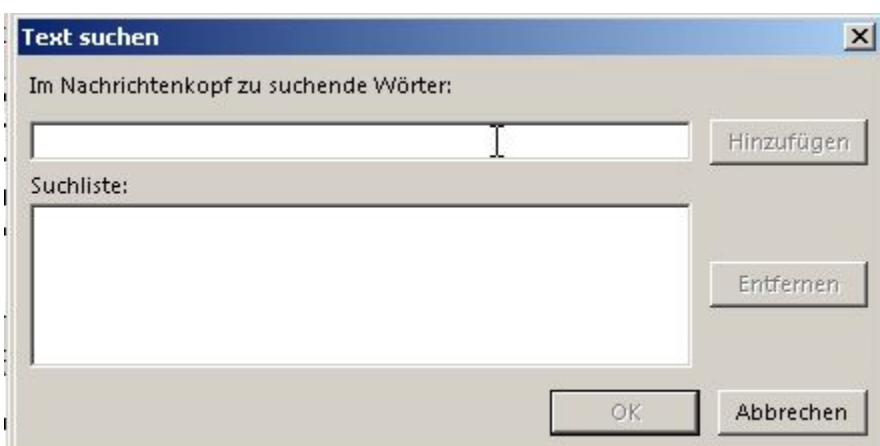 Text suchen
Im Nachrichtenkopf zu suchende Wörter:
Hinzufügen
Suchliste:
Entfernen
OK
Abbrechen